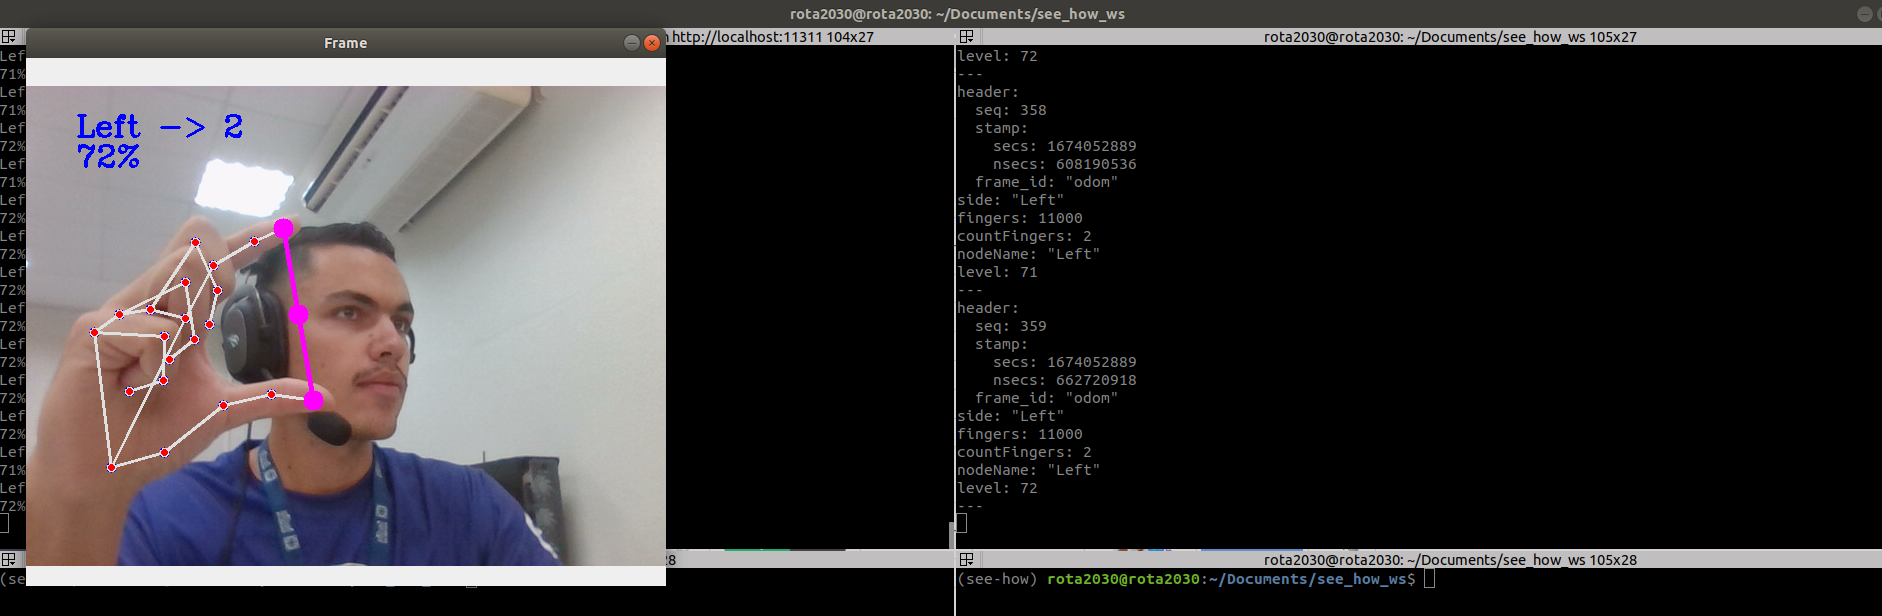 rota2030@rota2030: ~/Documents/see_how_ws
Frame
http://localhost:11311 104x27
Left -> 2
72%
Lef
71%
Lef
71%
Lef
72%
Lef
71%
Lef
72%
Lef
72%
Lef
72%
Lef
72%
Lef
72%
Lef
72%
Lef
72%
Lef
71%
Lef
72%
28
(se
rota2030@rota2030: ~/Documents/see_how_ws 105x27
level: 72
---
header:
seq: 358
stamp:
secs: 1674052889
nsecs: 608190536
frame_id: "odom"
side: "Left"
fingers: 11000
countFingers: 2
nodeName: "Left"
level: 71
---
header:
seq: 359
stamp:
secs: 1674052889
nsecs: 662720918
frame_id: "odom"
side: "Left"
fingers: 11000
countFingers: 2
nodeName: "Left"
level: 72
---
rota2030@rota2030: ~/Documents/see_how_ws 105x28
(see-how) rota2030@rota2030:~/Documents/see_how_ws$